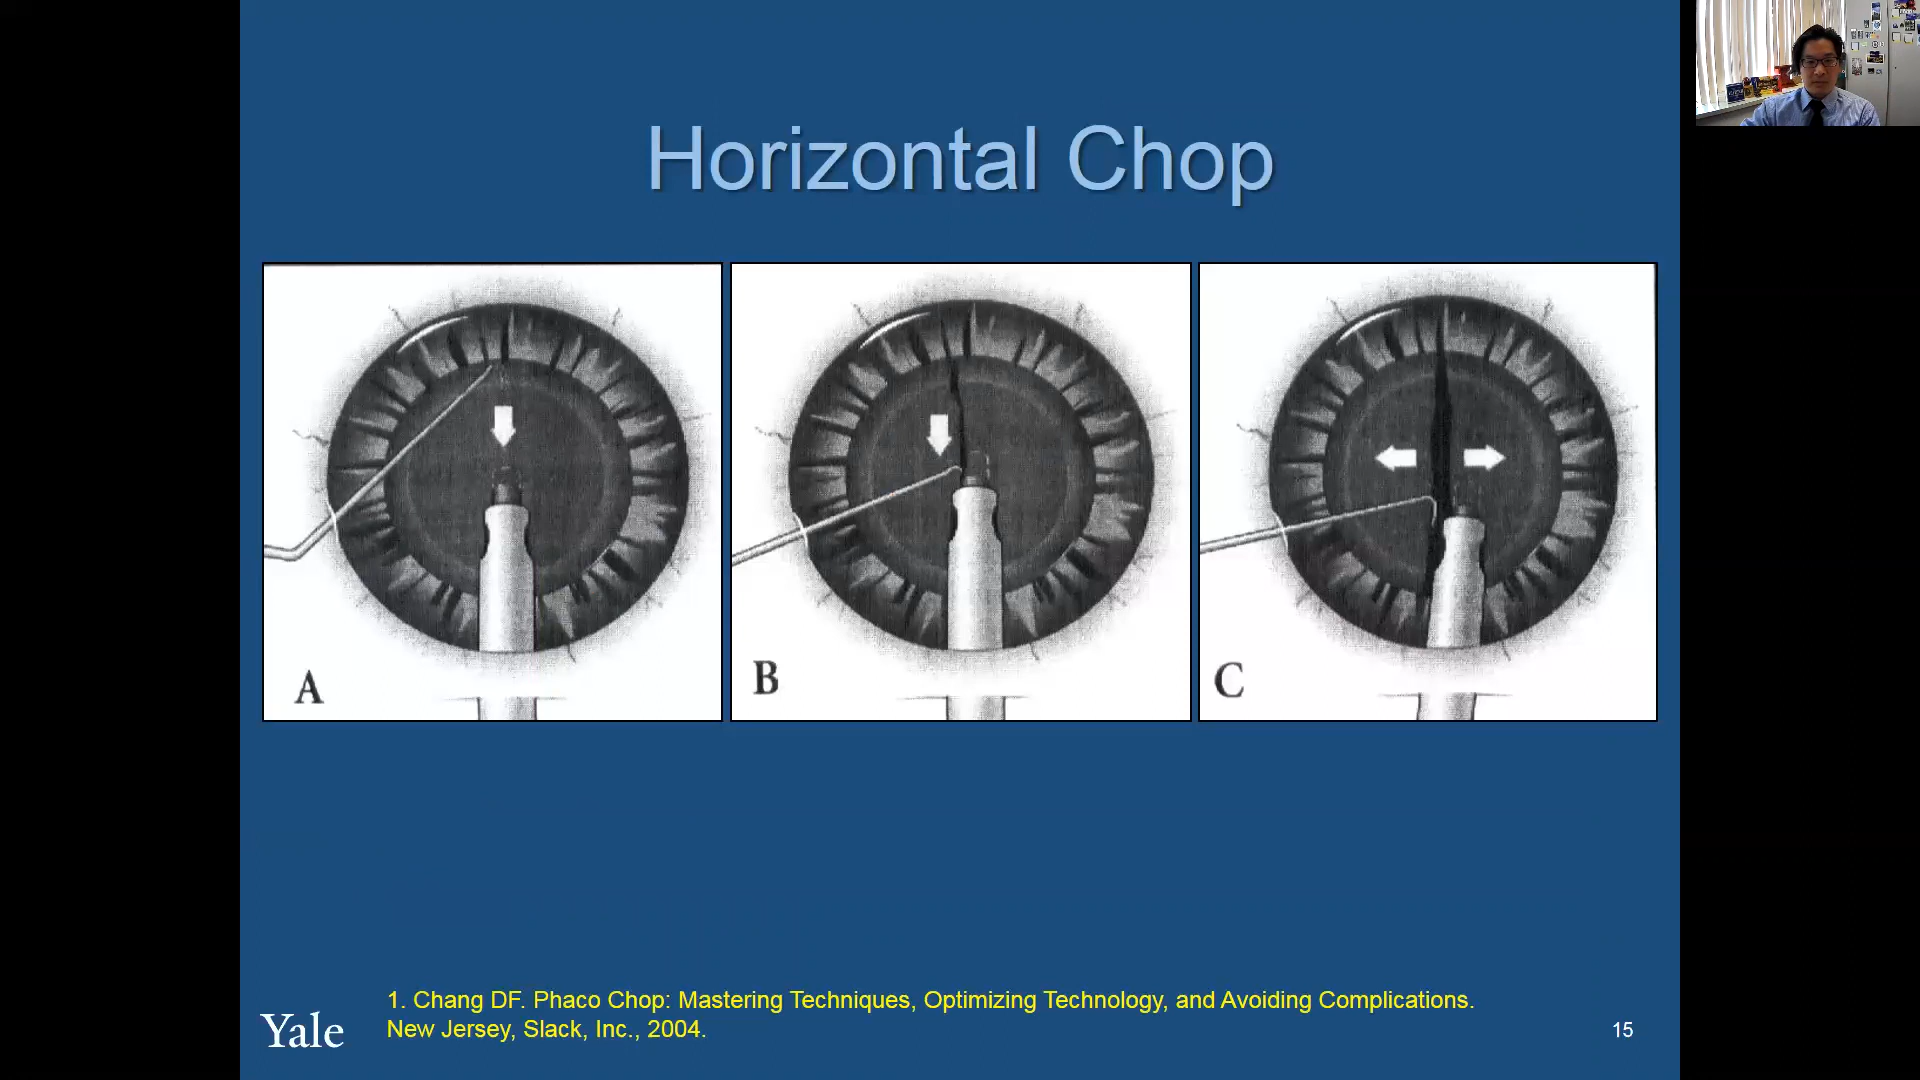 Horizontal Chop
A
B
C
1. Chang DF. Phaco Chop: Mastering Techniques, Optimizing Technology, and Avoiding Complications.
New Jersey, Slack, Inc., 2004.
Yale
15